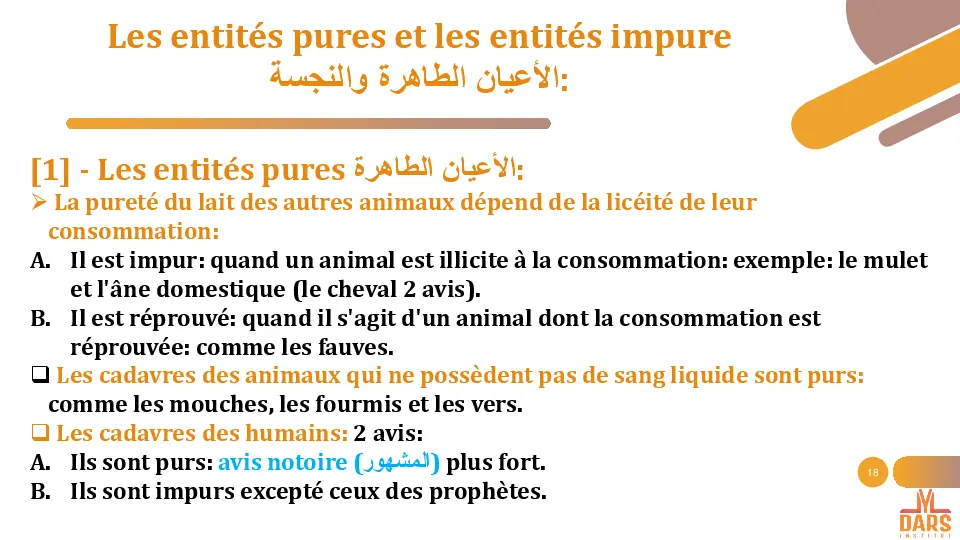 Les entités pures et les entités impure
الأعيان الطاهرة والنجسة:
[1] - Les entités pures الأعيان الطاهرة:
➢ La pureté du lait des autres animaux dépend de la licéité de leur
consommation:
A. Il est impur: quand un animal est illicite à la consommation: exemple: le mulet
et l'âne domestique (le cheval 2 avis).
B. Il est réprouvé: quand il s'agit d'un animal dont la consommation est
réprouvée: comme les fauves.
❑ Les cadavres des animaux qui ne possèdent pas de sang liquide sont purs:
comme les mouches, les fourmis et les vers.
❑ Les cadavres des humains: 2 avis:
A. Ils sont purs: avis notoire (المشهور) plus fort.
B. Ils sont impurs excepté ceux des prophètes.
18
DARS
INSTITUT